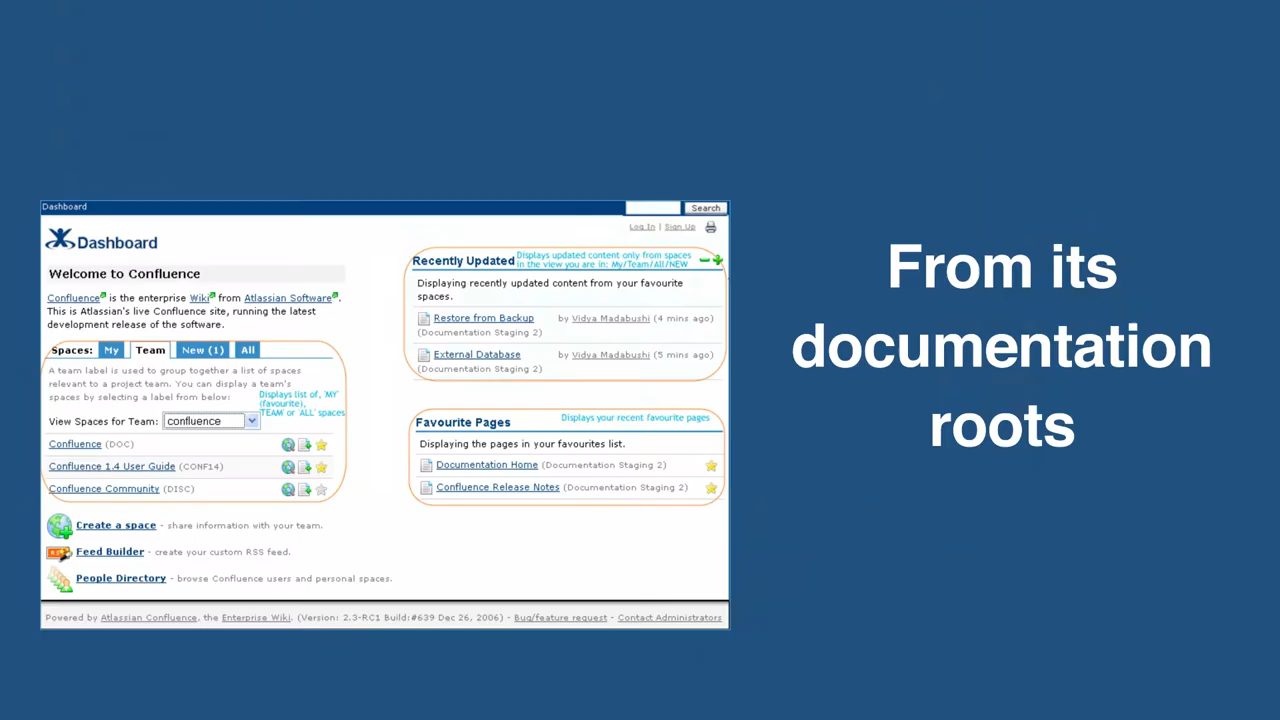 Dashboard
Search
Log In | Sign Up
Dashboard
Welcome to Confluence
Confluence is the enterprise Wiki from Atlassian Software.
This is Atlassian's live Confluence site, running the latest
development release of the software.
Spaces: My Team New (1) All
A team label is used to group together a list of spaces
relevant to a project team. You can display a team's
spaces by selecting a label from below:
Displays list of, 'MY'
(favourite),
'TEAM' or 'ALL' spaces
View Spaces for Team: confluence
Confluence (DOC)
Confluence 1.4 User Guide (CONF14)
Confluence Community (DISC)
Create a space - share information with your team.
Feed Builder - create your custom RSS feed.
People Directory - browse Confluence users and personal spaces.
Recently Updated
Displays updated content only from spaces
in the view you are in: My/Team/All/NEW
Displaying recently updated content from your favourite
spaces.
Restore from Backup by Vidya Madabushi (4 mins ago)
(Documentation Staging 2)
External Database by Vidya Madabushi (5 mins ago)
(Documentation Staging 2)
Favourite Pages
Displays your recent favourite pages
Displaying the pages in your favourites list.
Documentation Home (Documentation Staging 2)
Confluence Release Notes (Documentation Staging 2)
Powered by Atlassian Confluence, the Enterprise Wiki. (Version: 2.3-RC1 Build:#639 Dec 26, 2006) - Bug/feature request - Contact Administrators
From its
documentation
roots